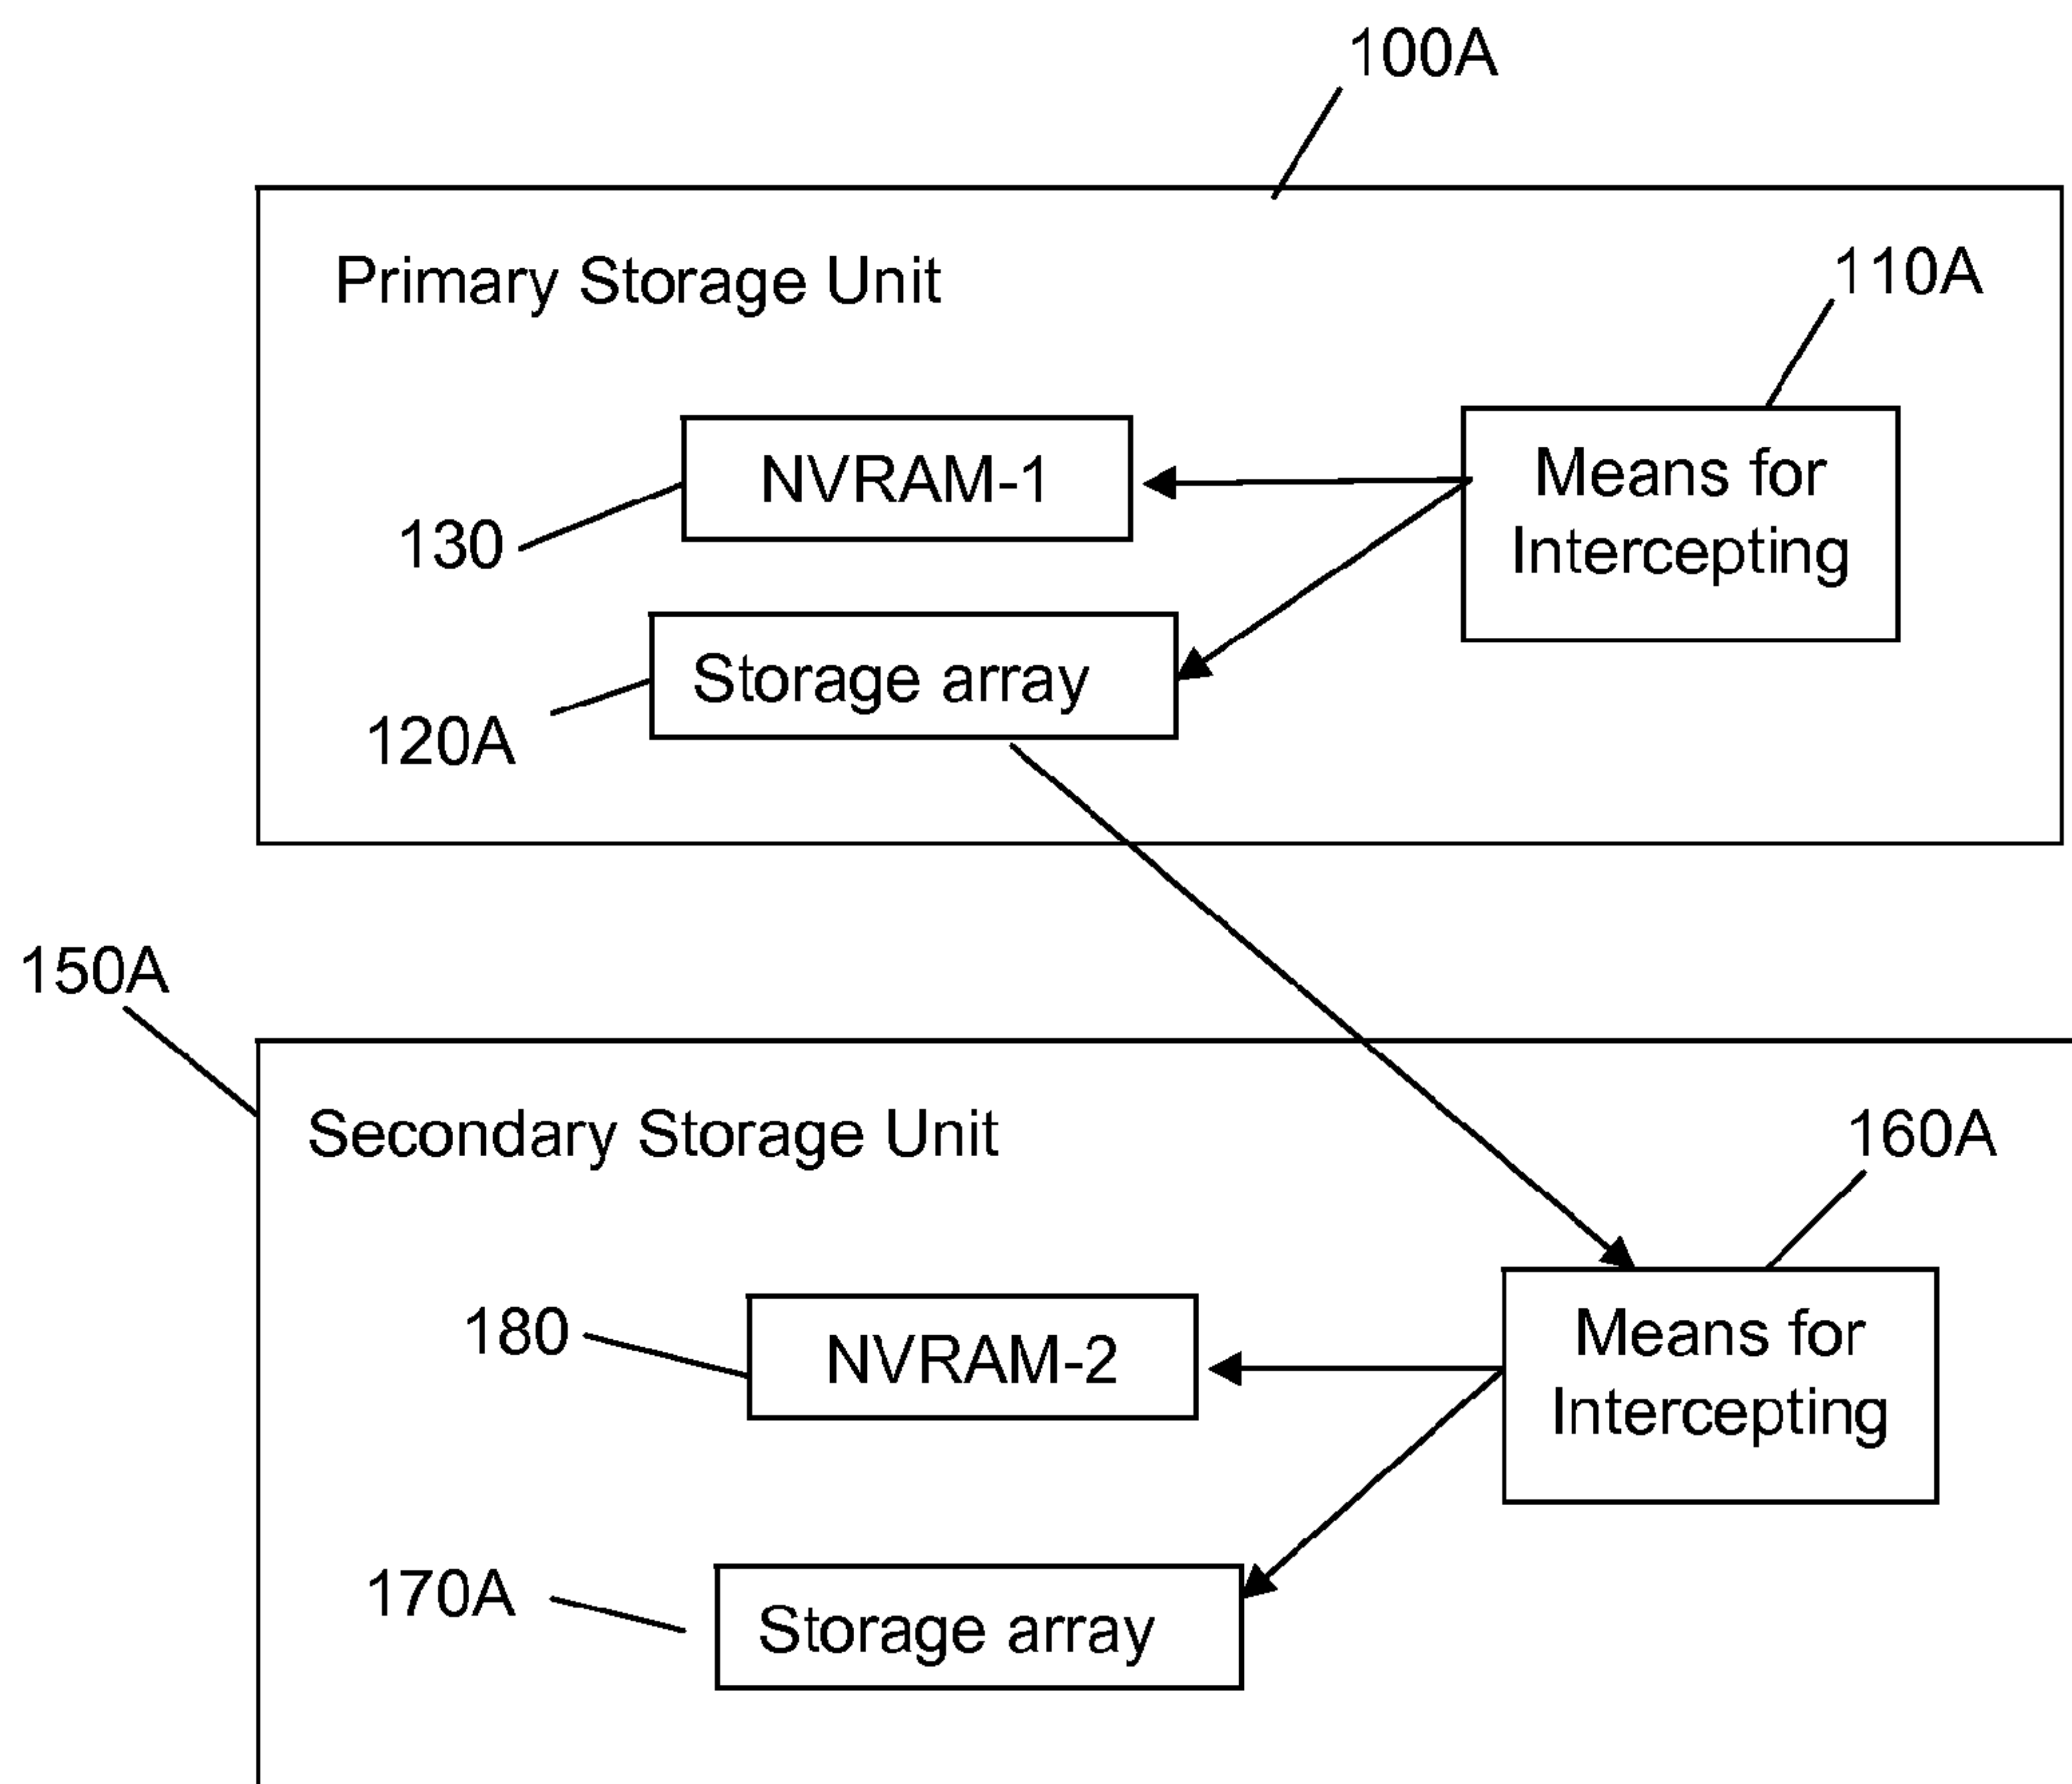 100A
Primary Storage Unit
110A
NVRAM-1
Means for
Intercepting
130
Storage array
120A
150A
Secondary Storage Unit
160A
180
NVRAM-2
Means for
Intercepting
170A
Storage array